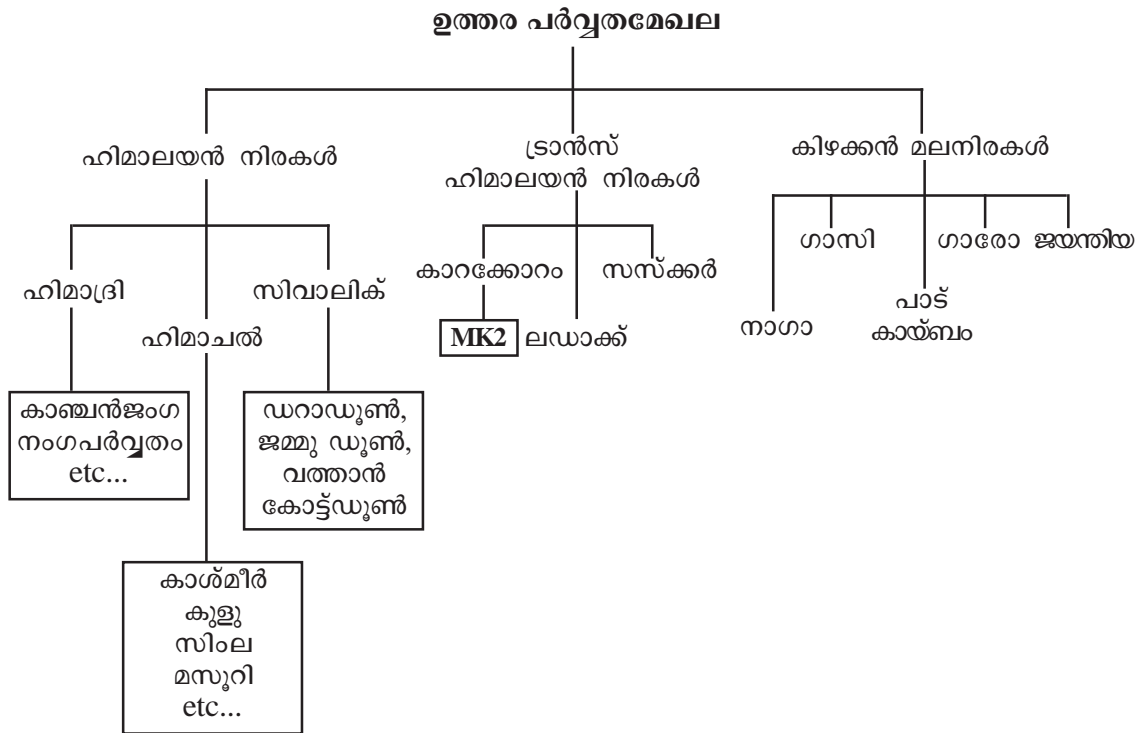 ഉത്തര പർവ്വതമേഖല
ഹിമാലയൻ നിരകൾ
ട്രാൻസ്
ഹിമാലയൻ നിരകൾ
കിഴക്കൻ മലനിരകൾ
ഹിമാദ്രി
ഹിമാചൽ
സിവാലിക്
കാറക്കോറം
സസ്ക്കർ
MK2
ലഡാക്ക്
നാഗാ
ഗാസി
പാട്
കായ്ബം
ഗാരോ
ജയന്തിയ
കാഞ്ചൻജംഗ
നംഗപർവ്വതം
etc...
ഡറാഡൂൺ,
ജമ്മു ഡൂൺ,
വത്താൻ
കോട്ട്ഡൂൺ
കാശ്മീർ
കുളു
സിംല
മസൂറി
etc...